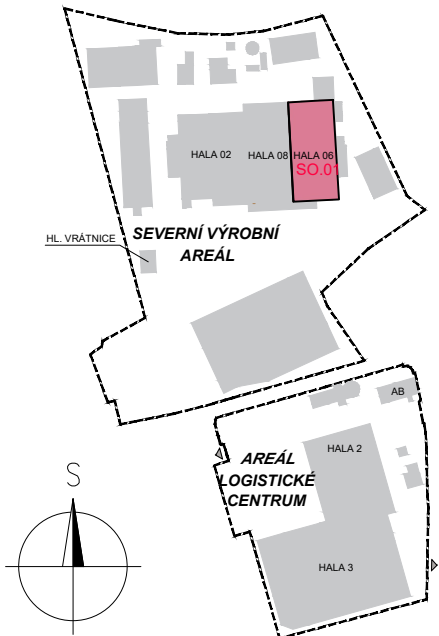 HALA 02
HALA 08
HALA 06
SO.01
HL. VRÁTNICE
SEVERNÍ VÝROBNÍ
AREÁL
AB
HALA 2
AREÁL
LOGISTICKÉ
CENTRUM
S
HALA 3